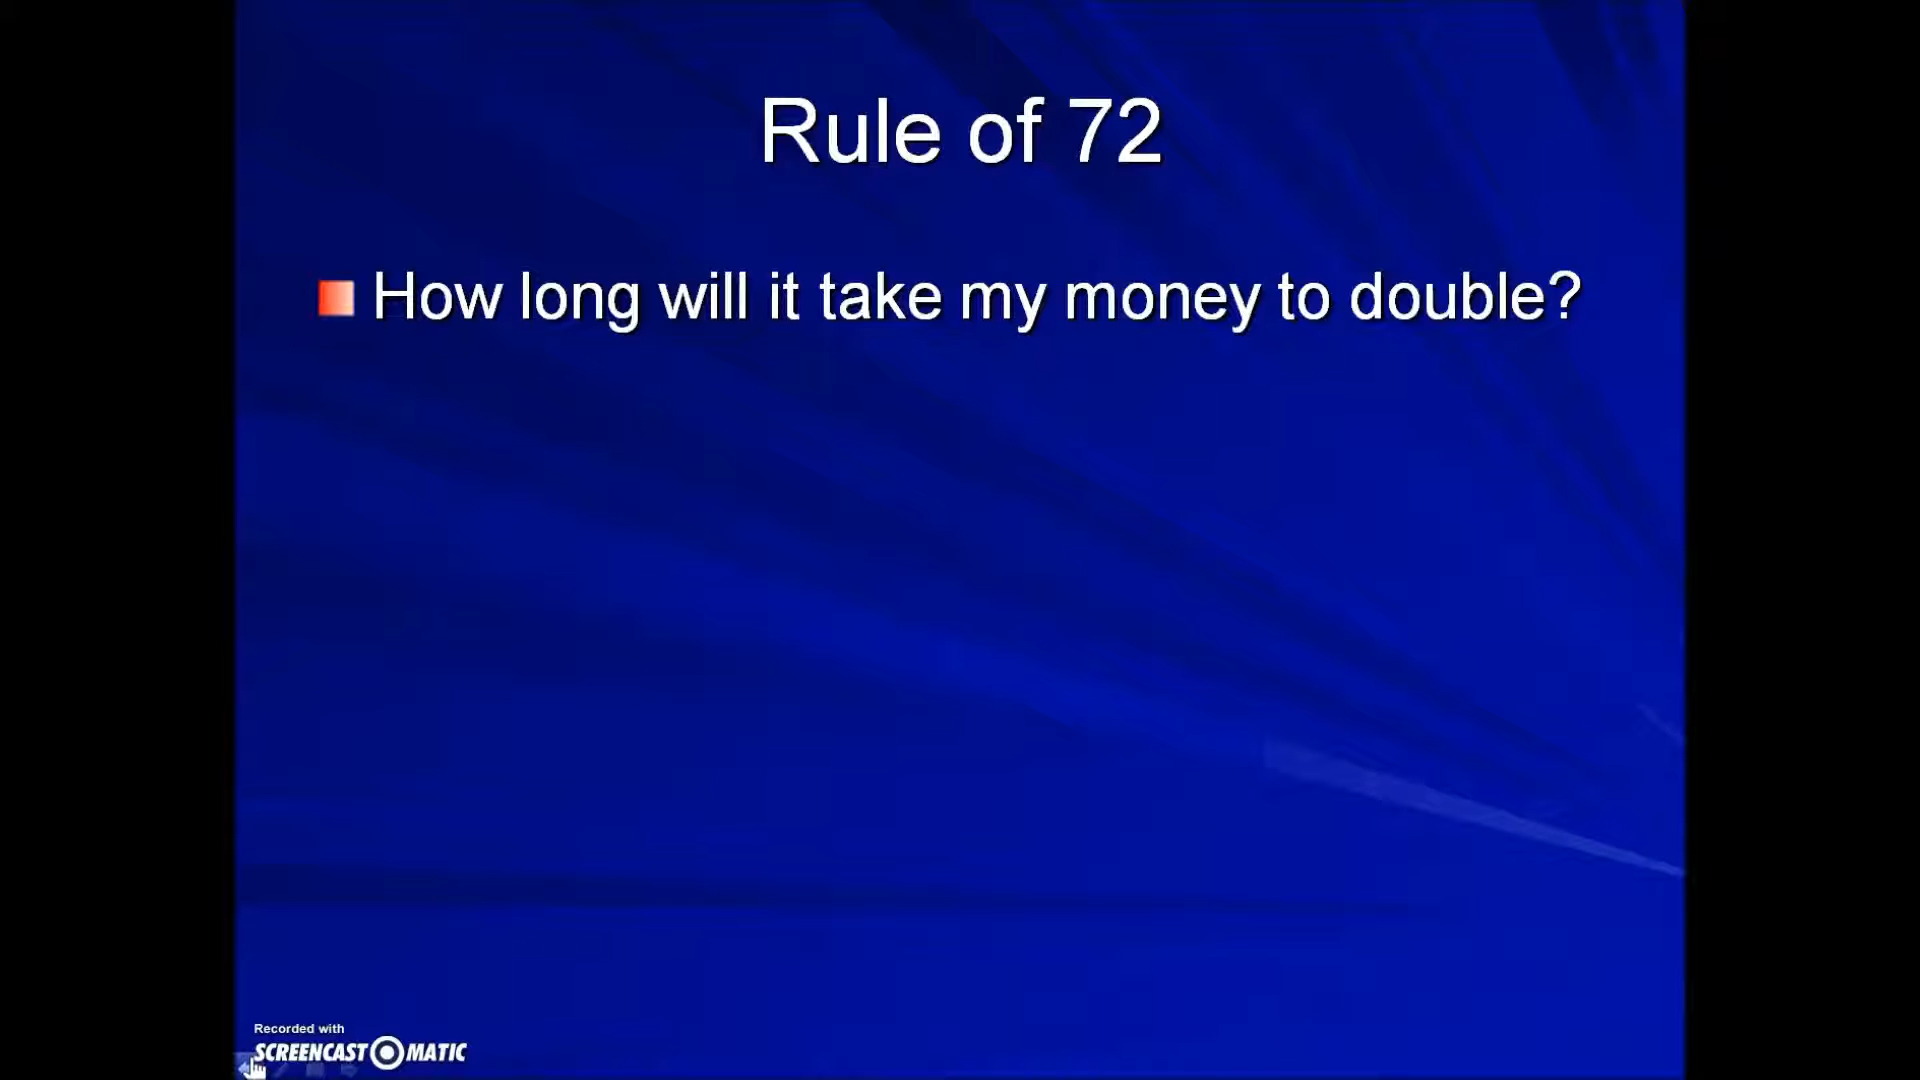 Rule of 72
How long will it take my money to double?
Recorded with
SCREENCAST MATIC